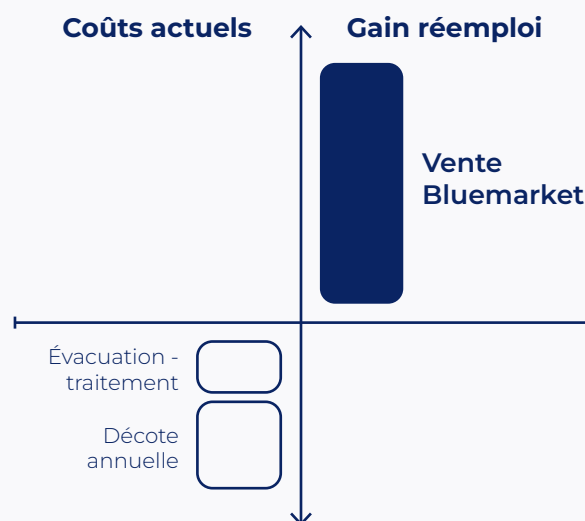 Coûts actuels
Gain réemploi
Vente
Bluemarket
Évacuation -
traitement
Décote
annuelle